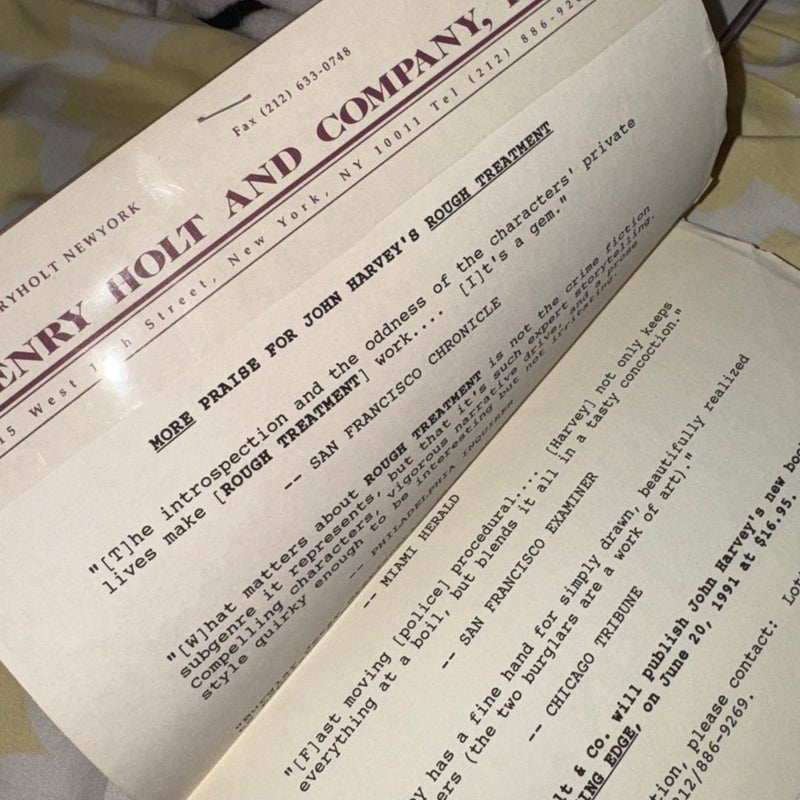 Fax (212) 633-0748
RYHOLT NEWYORK
ENRY HOLT AND COMPANY,
15 West 1 h Street, New York, NY 10011 Tel (212) 886-92
MORE PRAISE FOR JOHN HARVEY'S ROUGH TREATMENT
"[T]he introspection and the oddness of the characters' private
lives make [ROUGH TREATMENT] work.... [I]t's a gem."
-- SAN FRANCISCO CHRONICLE
"[W]hat matters about ROUGH TREATMENT is not the crime fiction
subgenre it represents, but that it's such expert storytelling.
Compelling characters, vigorous narrative drive, and a prose
style quirky enough to be interesting but not irritating
-- PHILADELPHIA INQUIRER
-- MIAMI HERALD
"[F]ast moving [police] procedural.... [Harvey] not only keeps
everything at a boil, but blends it all in a tasty concoction."
-- SAN FRANCISCO EXAMINER
y has a fine hand for simply drawn, beautifully realized
ers (the two burglars are a work of art)."
-- CHICAGO TRIBUNE
lt & Co. will publish John Harvey's new boo
ING EDGE, on June 20, 1991 at $16.95.
tion, please contact: Lot
12/886-9269.